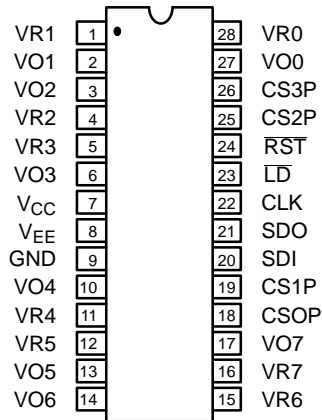 VR1 1 28 VR0
VO1 2 27 VO0
VO2 3 26 CS3P
VR2 4 25 CS2P
VR3 5 24 RST
VO3 6 23 LD
VCC 7 22 CLK
VEE 8 21 SDO
GND 9 20 SDI
VO4 10 19 CS1P
VR4 11 18 CSOP
VR5 12 17 VO7
VO5 13 16 VR7
VO6 14 15 VR6